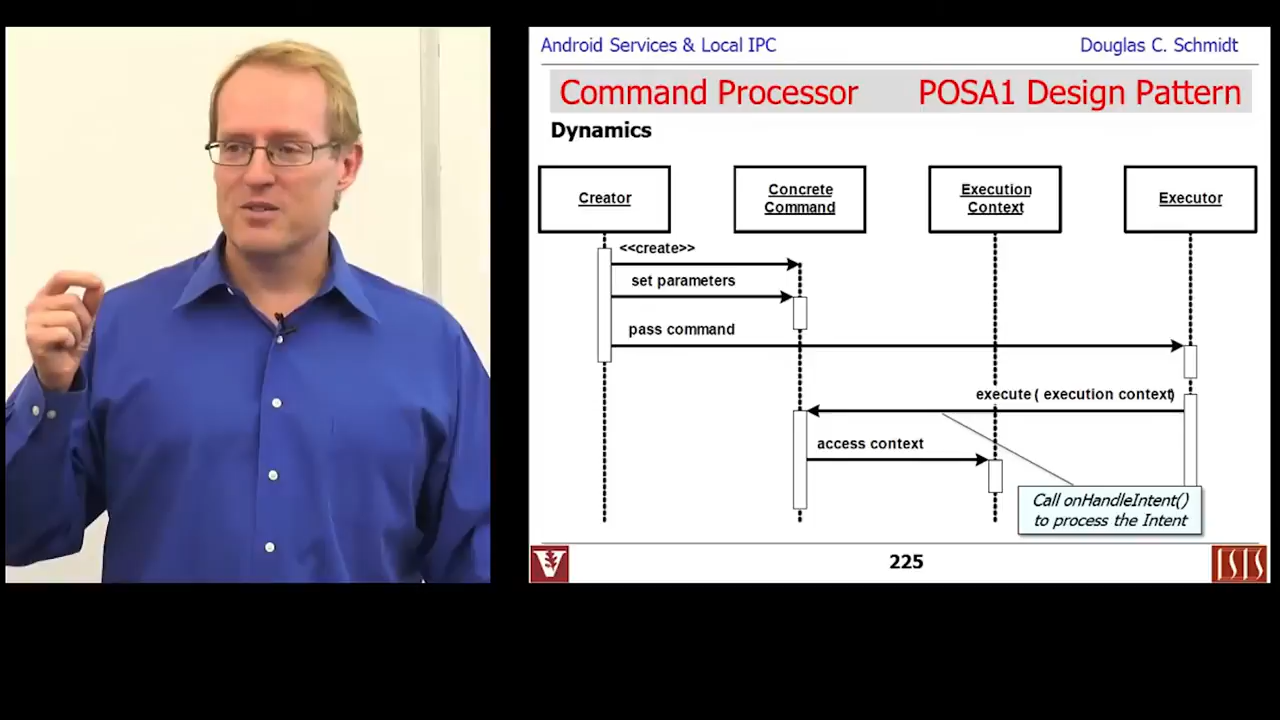 Android Services & Local IPC
Douglas C. Schmidt
Command Processor POSA1 Design Pattern
Dynamics
Creator
Concrete
Command
Execution
Context
Executor
<<create>>
set parameters
pass command
execute ( execution context)
access context
Call onHandleIntent()
to process the Intent
V
225
ISIS